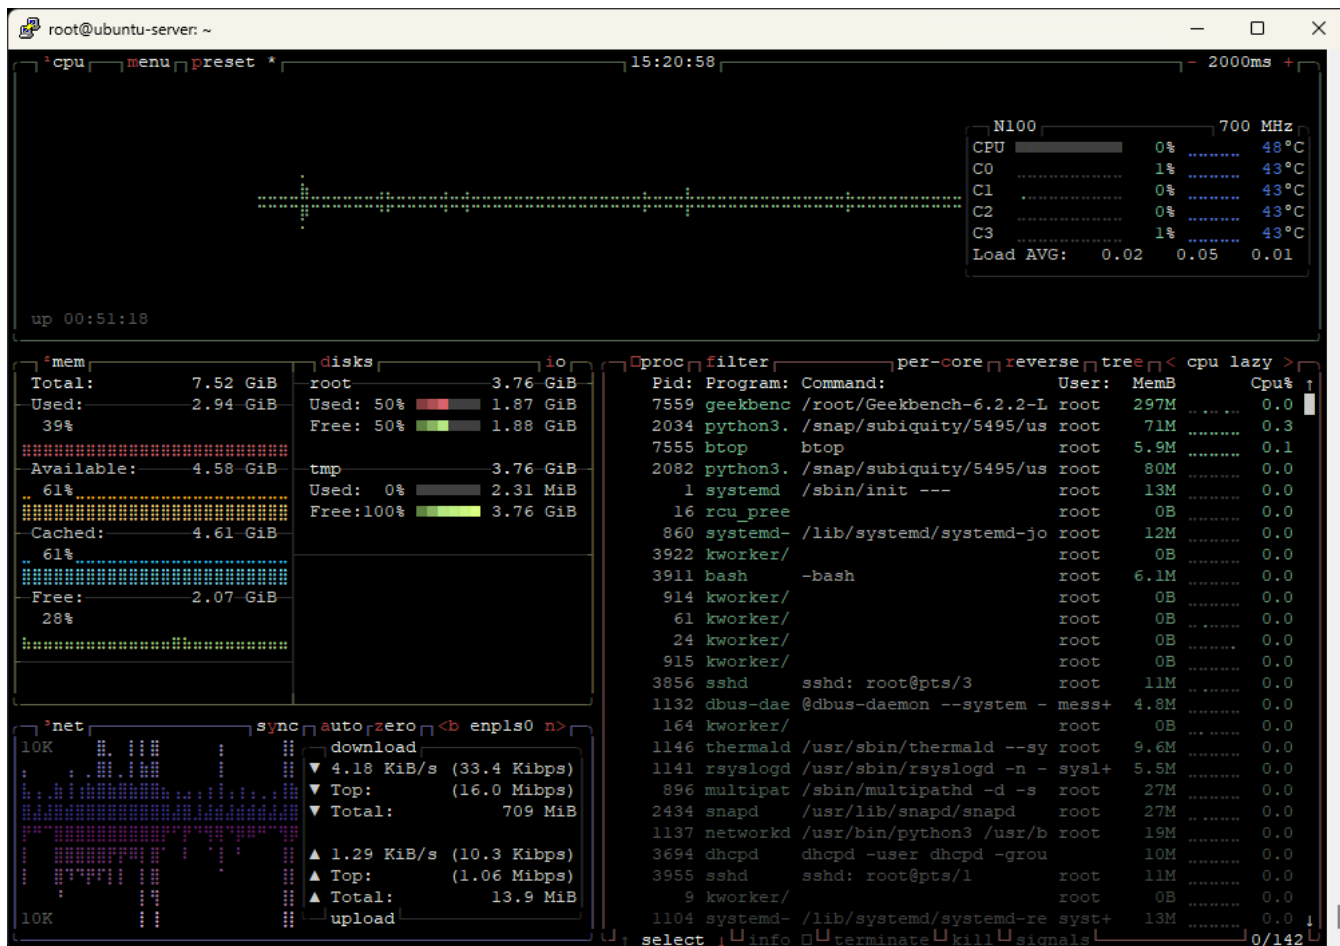 root@ubuntu-server: ~
¹cpu menu preset * 15:20:58 - 2000ms +
N100 700 MHz
CPU 0% 48°C
C0 1% 43°C
C1 0% 43°C
C2 0% 43°C
C3 1% 43°C
Load AVG: 0.02 0.05 0.01
up 00:51:18
²mem disks io
Total: 7.52 GiB
Used: 2.94 GiB
39%
Available: 4.58 GiB
61%
Cached: 4.61 GiB
61%
Free: 2.07 GiB
28%
root 3.76 GiB
Used: 50% 1.87 GiB
Free: 50% 1.88 GiB
tmp 3.76 GiB
Used: 0% 2.31 MiB
Free:100% 3.76 GiB
³net sync auto zero <b enp1s0 n>
10K
10K
download
▼ 4.18 KiB/s (33.4 Kibps)
▼ Top: (16.0 Mibps)
▼ Total: 709 MiB
▲ 1.29 KiB/s (10.3 Kibps)
▲ Top: (1.06 Mibps)
▲ Total: 13.9 MiB
upload
proc filter per-core reverse tree < cpu lazy >
Pid: Program: Command: User: MemB Cpu% ↑
7559 geekbenc /root/Geekbench-6.2.2-L root 297M 0.0
2034 python3. /snap/subiquity/5495/us root 71M 0.3
7555 btop btop root 5.9M 0.1
2082 python3. /snap/subiquity/5495/us root 80M 0.0
1 systemd /sbin/init --- root 13M 0.0
16 rcu_pree root 0B 0.0
860 systemd- /lib/systemd/systemd-jo root 12M 0.0
3922 kworker/ root 0B 0.0
3911 bash -bash root 6.1M 0.0
914 kworker/ root 0B 0.0
61 kworker/ root 0B 0.0
24 kworker/ root 0B 0.0
915 kworker/ root 0B 0.0
3856 sshd sshd: root@pts/3 root 11M 0.0
1132 dbus-dae @dbus-daemon --system - mess+ 4.8M 0.0
164 kworker/ root 0B 0.0
1146 thermald /usr/sbin/thermald --sy root 9.6M 0.0
1141 rsyslogd /usr/sbin/rsyslogd -n - sysl+ 5.5M 0.0
896 multipat /sbin/multipathd -d -s root 27M 0.0
2434 snapd /usr/lib/snapd/snapd root 27M 0.0
1137 networkd /usr/bin/python3 /usr/b root 19M 0.0
3694 dhcpd dhcpd -user dhcpd -grou 10M 0.0
3955 sshd sshd: root@pts/1 root 11M 0.0
9 kworker/ root 0B 0.0
1104 systemd- /lib/systemd/systemd-re syst+ 13M 0.0 ↓
↑ select ↓ info terminate kill signals 0/142